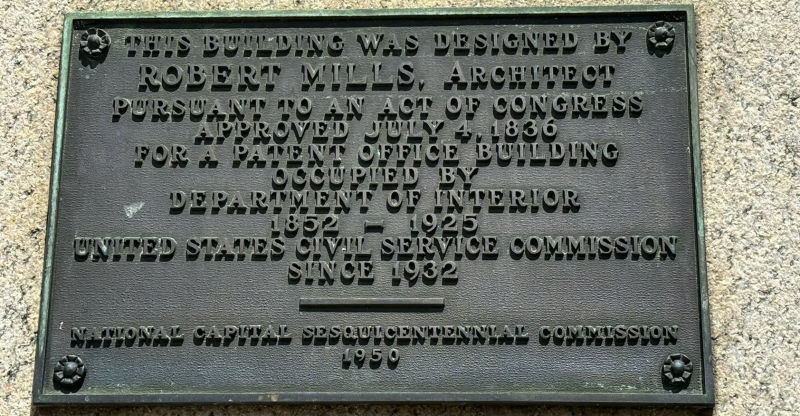 THIS BUILDING WAS DESIGNED BY
ROBERT MILLS, ARCHITECT
PURSUANT TO AN ACT OF CONGRESS
APPROVED JULY 4, 1836
FOR A PATENT OFFICE BUILDING
OCCUPIED BY
DEPARTMENT OF INTERIOR
1852 – 1925
UNITED STATES CIVIL SERVICE COMMISSION
SINCE 1932
NATIONAL CAPITAL SESQUICENTENNIAL COMMISSION
1950